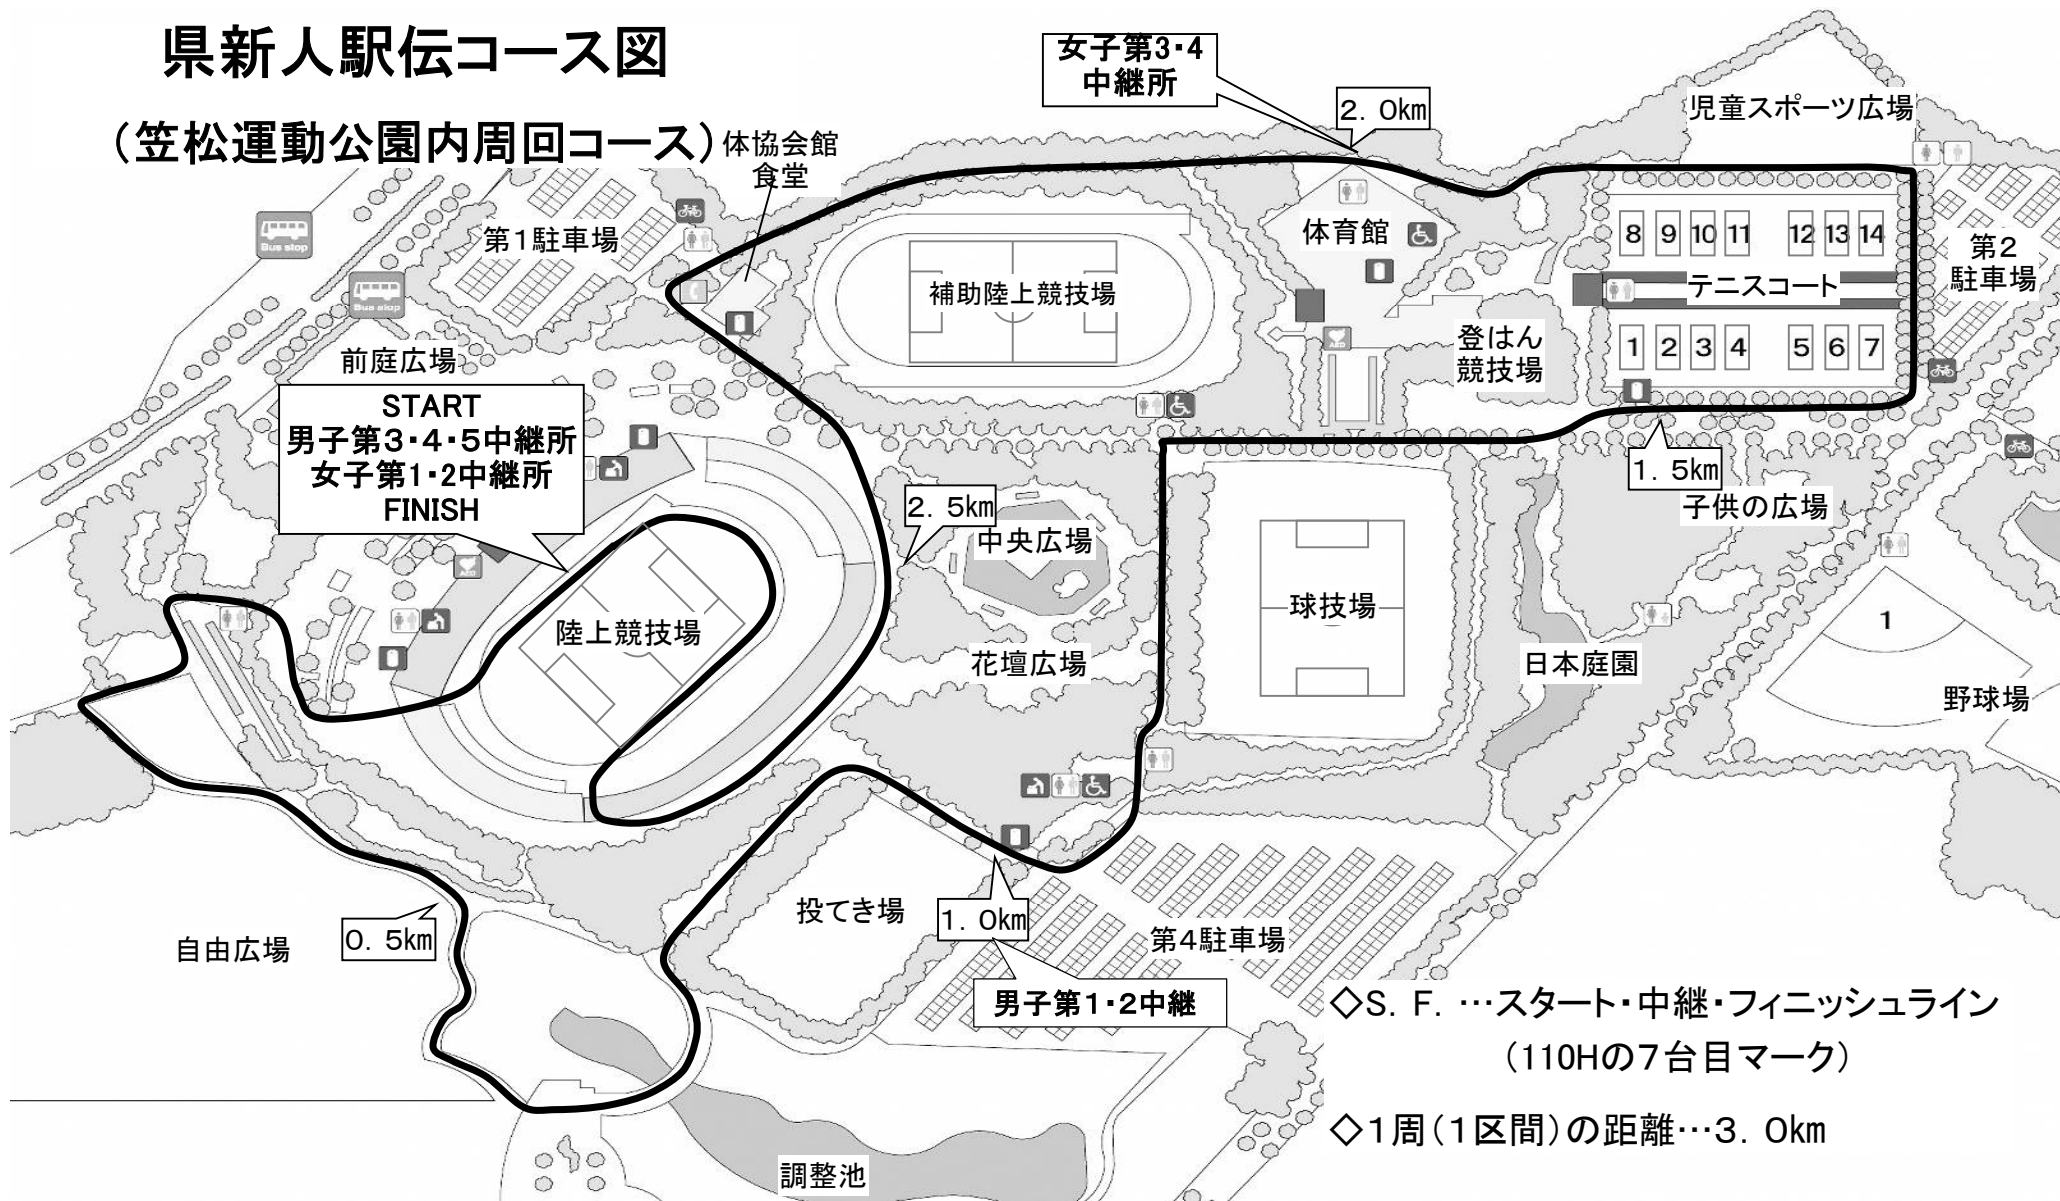 県新人駅伝コース図
（笠松運動公園内周回コース）
女子第3・4
中継所
2．0km
児童スポーツ広場
体協会館
食堂
Bus stop
第1駐車場
体育館
8 9 10 11 12 13 14
第2
駐車場
テニスコート
Bus stop
補助陸上競技場
AED
登はん
競技場
1 2 3 4 5 6 7
前庭広場
START
男子第3・4・5中継所
女子第1・2中継所
FINISH
1．5km
子供の広場
2．5km
中央広場
AED
球技場
陸上競技場
花壇広場
日本庭園
1
野球場
投てき場
1．0km
0．5km
自由広場
第4駐車場
男子第1・2中継
◇S．F．…スタート・中継・フィニッシュライン
（110Hの7台目マーク）
◇1周（1区間）の距離…3．0km
調整池